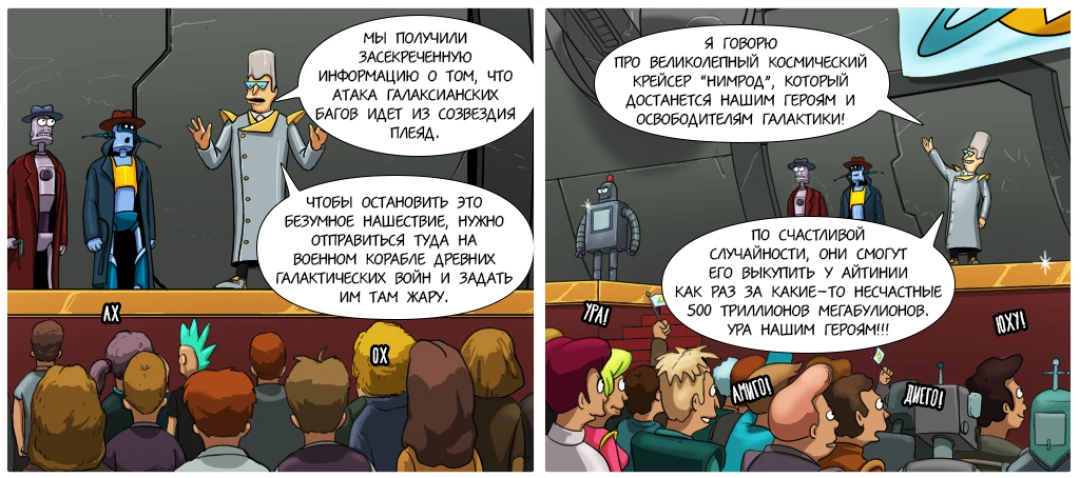 МЫ ПОЛУЧИЛИ
ЗАСЕКРЕЧЕННУЮ
ИНФОРМАЦИЮ О ТОМ, ЧТО
АТАКА ГАЛАКСИАНСКИХ
БАГОВ ИДЕТ ИЗ СОЗВЕЗДИЯ
ПЛЕЯД.
ЧТОБЫ ОСТАНОВИТЬ ЭТО
БЕЗУМНОЕ НАШЕСТВИЕ, НУЖНО
ОТПРАВИТЬСЯ ТУДА НА
ВОЕННОМ КОРАБЛЕ ДРЕВНИХ
ГАЛАКТИЧЕСКИХ ВОЙН И ЗАДАТЬ
ИМ ТАМ ЖАРУ.
АХ
ОХ
Я ГОВОРЮ
ПРО ВЕЛИКОЛЕПНЫЙ КОСМИЧЕСКИЙ
КРЕЙСЕР "НИМРОД", КОТОРЫЙ
ДОСТАНЕТСЯ НАШИМ ГЕРОЯМ И
ОСВОБОДИТЕЛЯМ ГАЛАКТИКИ!
ПО СЧАСТЛИВОЙ
СЛУЧАЙНОСТИ, ОНИ СМОГУТ
ЕГО ВЫКУПИТЬ У АЙТИНИИ
КАК РАЗ ЗА КАКИЕ-ТО НЕСЧАСТНЫЕ
500 ТРИЛЛИОНОВ МЕГАБУЛИОНОВ.
УРА НАШИМ ГЕРОЯМ!!!
УРА!
ЮХУ!
АМИГО!
ДИЕГО!